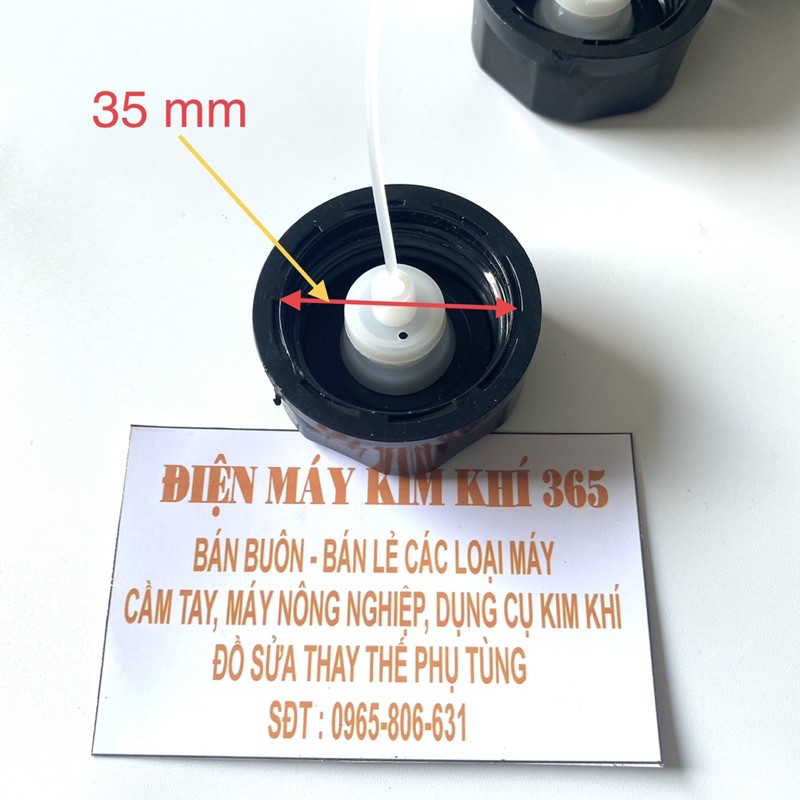 35 mm
ĐIỆN MÁY KIM KHÍ 365
BÁN BUÔN - BÁN LẺ CÁC LOẠI MÁY
CẦM TAY, MÁY NÔNG NGHIỆP, DỤNG CỤ KIM KHÍ
ĐỒ SỬA THAY THẾ PHỤ TÙNG
SĐT : 0965-806-631